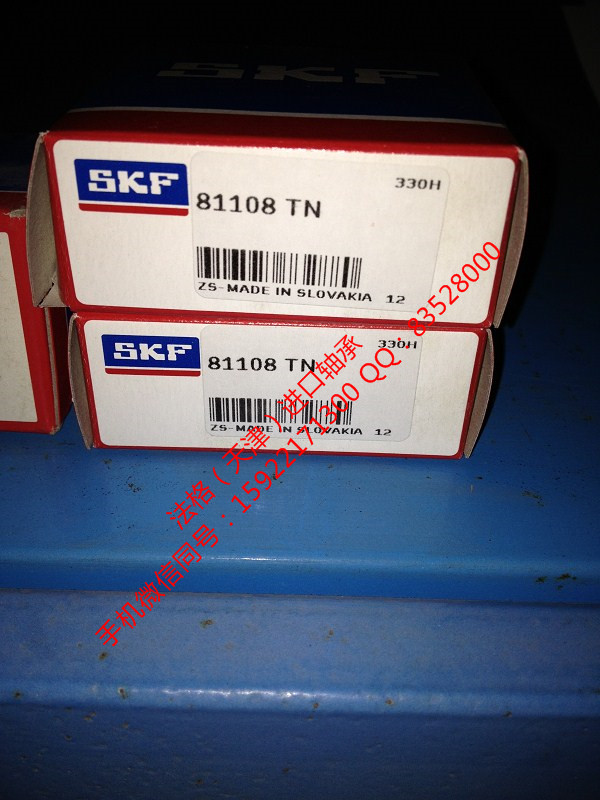 SKF
SKF
81108 TN
330H
ZS-MADE IN SLOVAKIA 12
SKF
81108 TN
330H
ZS-MADE IN SLOVAKIA 12
法格（天津）进口轴承
手机微信同号：15922171300 QQ：83528000